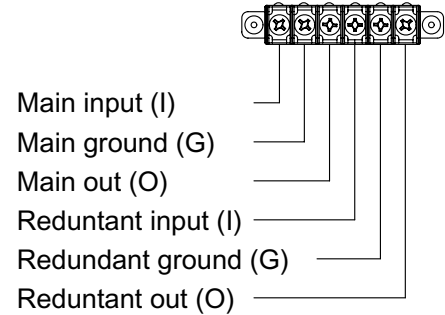 Main input (I)
Main ground (G)
Main out (O)
Reduntant input (I)
Redundant ground (G)
Reduntant out (O)